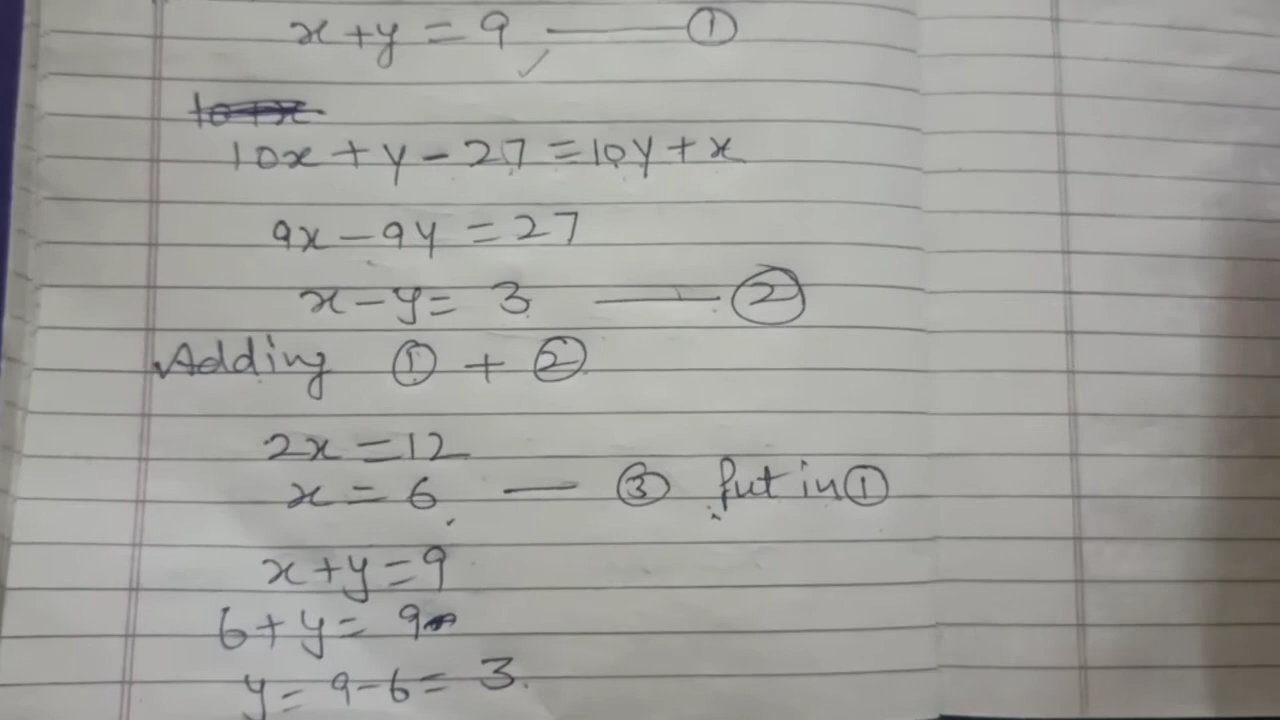 x + y = 9 —— ①
10x + y - 27 = 10y + x
9x - 9y = 27
x - y = 3 —— ②
Adding ① + ②
2x = 12
x = 6 — ③ Put in ①
x + y = 9
6 + y = 9
y = 9 - 6 = 3.